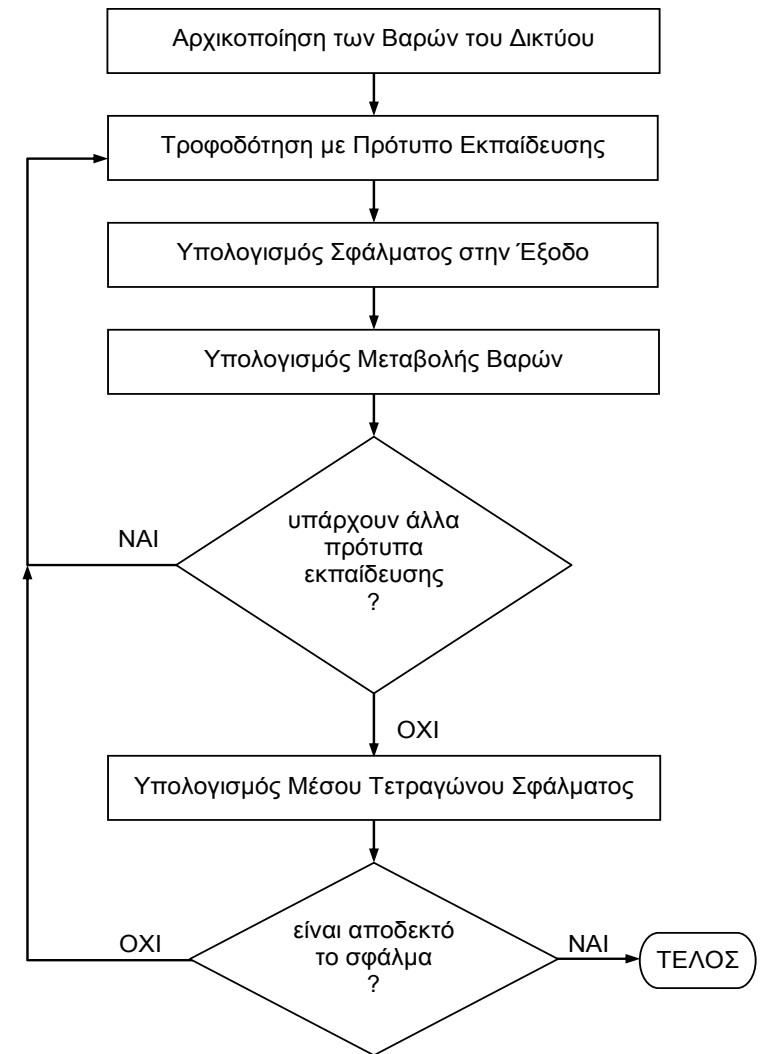 Αρχικοποίηση των Βαρών του Δικτύου
Τροφοδότηση με Πρότυπο Εκπαίδευσης
Υπολογισμός Σφάλματος στην Έξοδο
Υπολογισμός Μεταβολής Βαρών
ΝΑΙ
υπάρχουν άλλα
πρότυπα
εκπαίδευσης
?
ΟΧΙ
Υπολογισμός Μέσου Τετραγώνου Σφάλματος
ΟΧΙ
είναι αποδεκτό
το σφάλμα
?
ΝΑΙ
ΤΕΛΟΣ